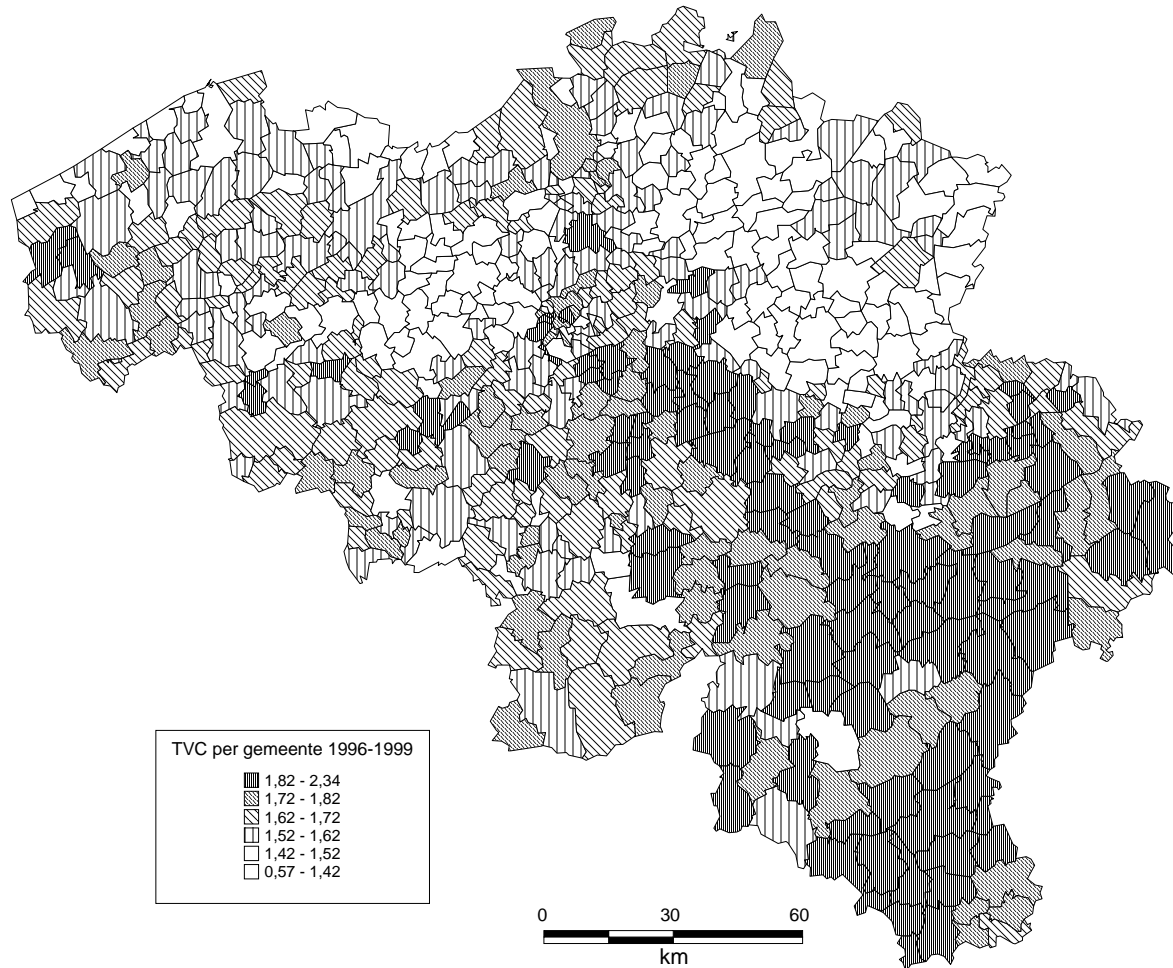 TVC per gemeente 1996-1999
1,82 - 2,34
1,72 - 1,82
1,62 - 1,72
1,52 - 1,62
1,42 - 1,52
0,57 - 1,42
0 30 60
km